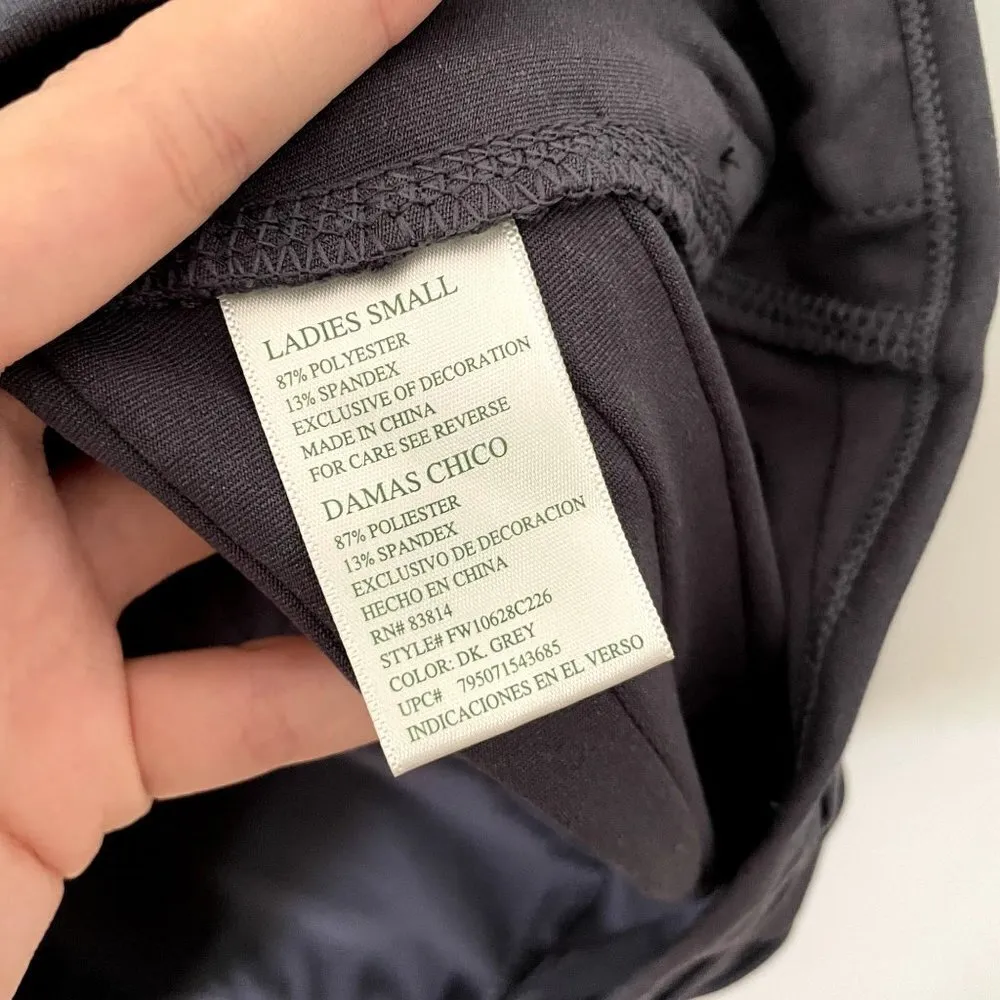 LADIES SMALL
87% POLYESTER
13% SPANDEX
EXCLUSIVE OF DECORATION
MADE IN CHINA
FOR CARE SEE REVERSE
DAMAS CHICO
87% POLIESTER
13% SPANDEX
EXCLUSIVO DE DECORACION
HECHO EN CHINA
RN# 83814
STYLE# FW10628C226
COLOR: DK. GREY
UPC# 795071543685
INDICACIONES EN EL VERSO